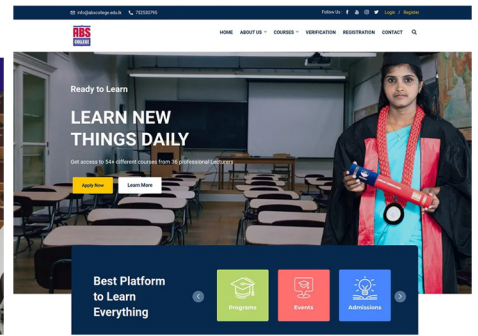 info@abscollege.edu.lk
752530795
Follow Us:
Login / Register
ABS
COLLEGE
HOME
ABOUT US
COURSES
VERIFICATION
REGISTRATION
CONTACT
Ready to Learn
LEARN NEW
THINGS DAILY
Get access to 54+ different courses from 36 professional Lecturers
Apply Now
Learn More
Best Platform
to Learn
Everything
Programs
Events
Admissions